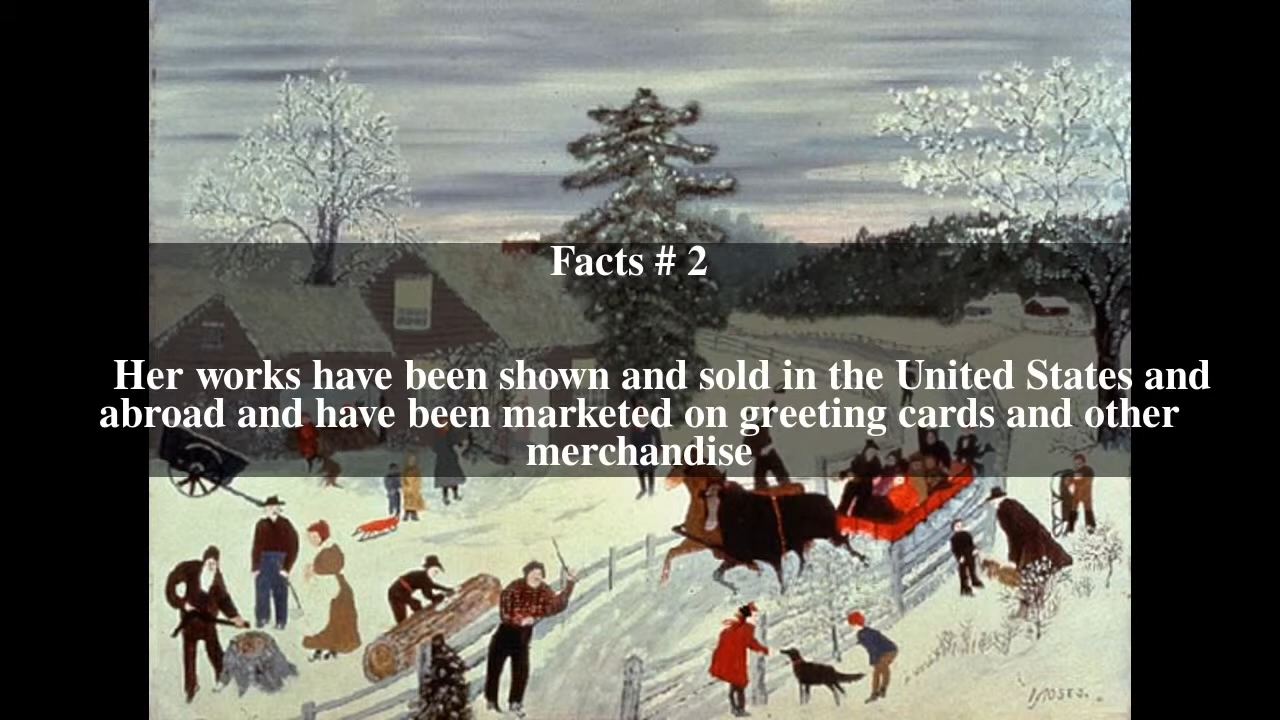 Facts # 2
Her works have been shown and sold in the United States and
abroad and have been marketed on greeting cards and other
merchandise
MOSES.